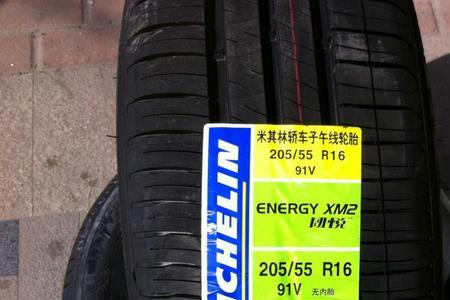 米其林轿车子午线轮胎
205/55 R16
91V
MICHELIN
ENERGY XM2
韧悦
205/55 R16
91V 无内胎